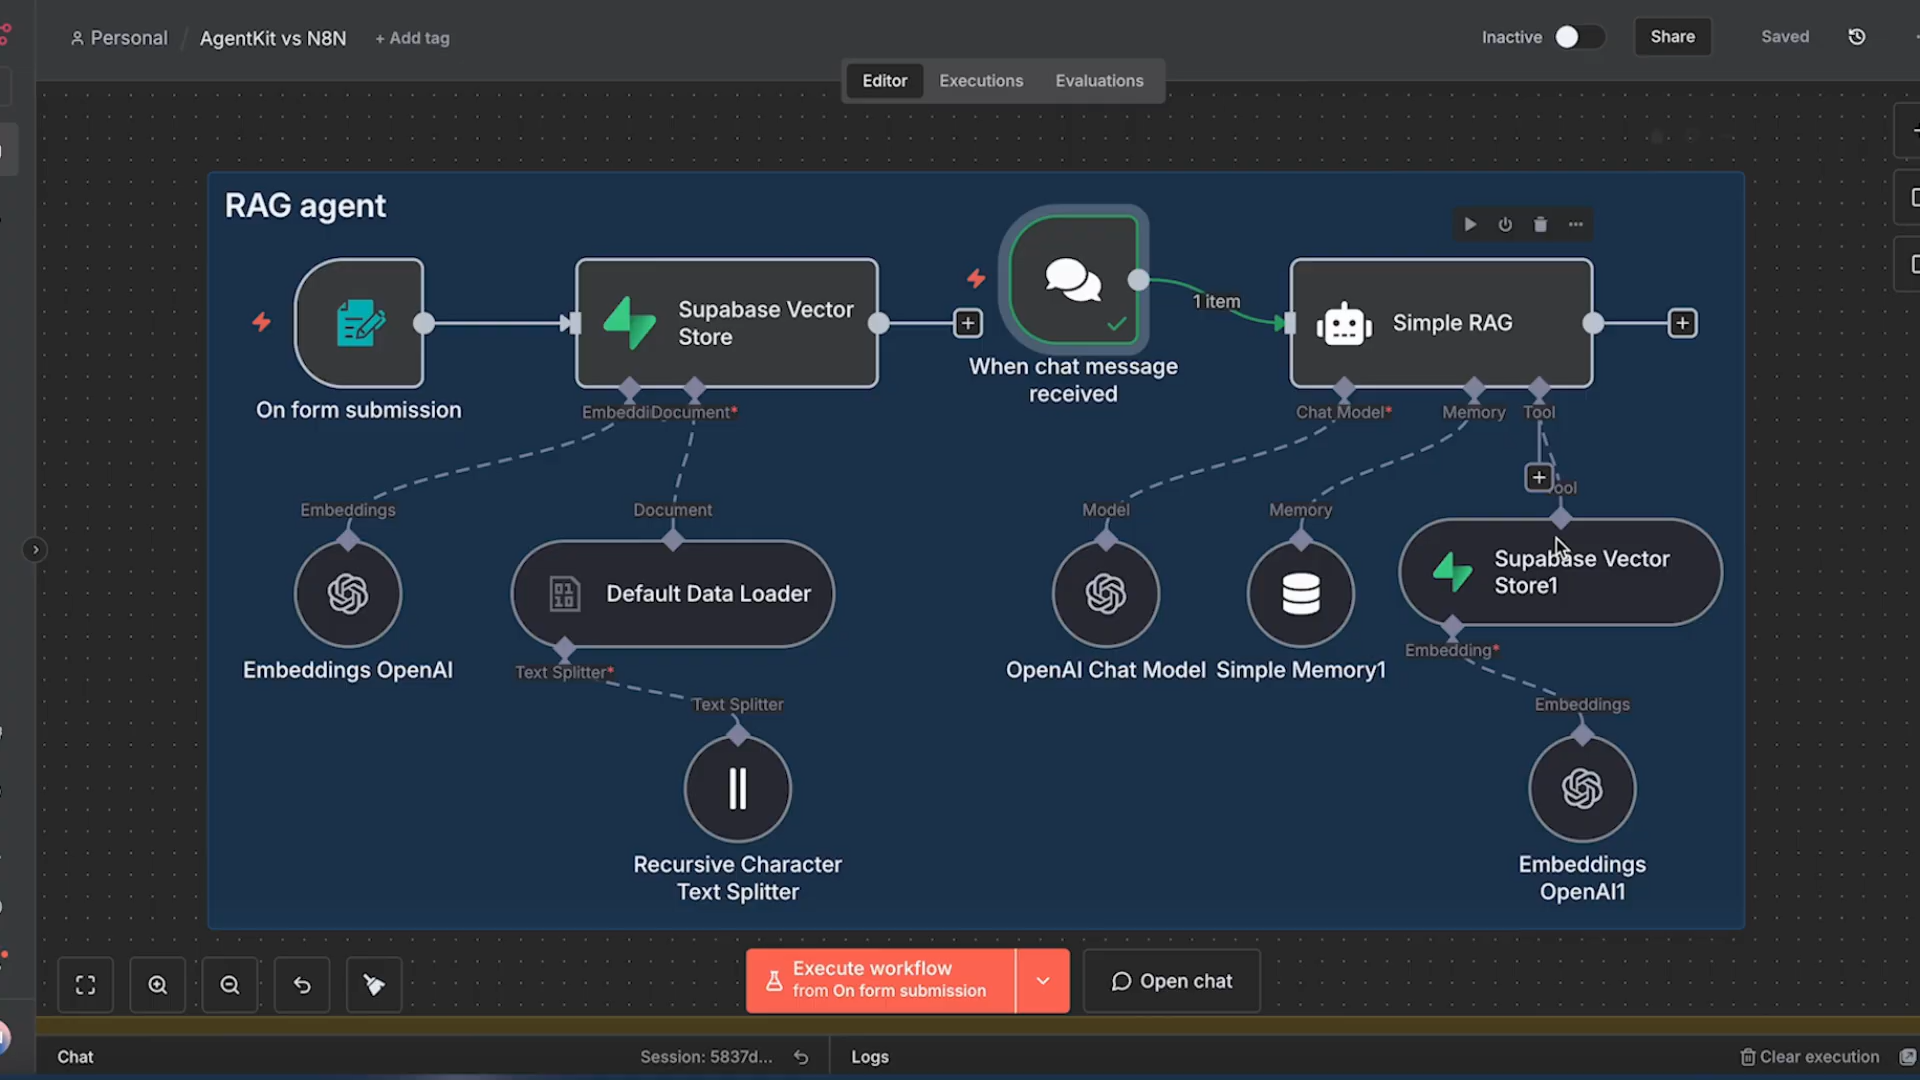 Personal / AgentKit vs N8N + Add tag
Inactive
Share
Saved
Editor Executions Evaluations
RAG agent
Supabase Vector
Store
1 item
Simple RAG
When chat message
received
On form submission
Embeddi
Document*
Chat Model*
Memory
Tool
ool
Embeddings
Document
Model
Memory
Supabase Vector
Store1
Default Data Loader
01
10
Embedding*
Embeddings OpenAI
Text Splitter*
OpenAI Chat Model
Simple Memory1
Text Splitter
Embeddings
Recursive Character
Text Splitter
Embeddings
OpenAI1
Execute workflow
from On form submission
Open chat
Chat
Session: 5837d...
Logs
Clear execution